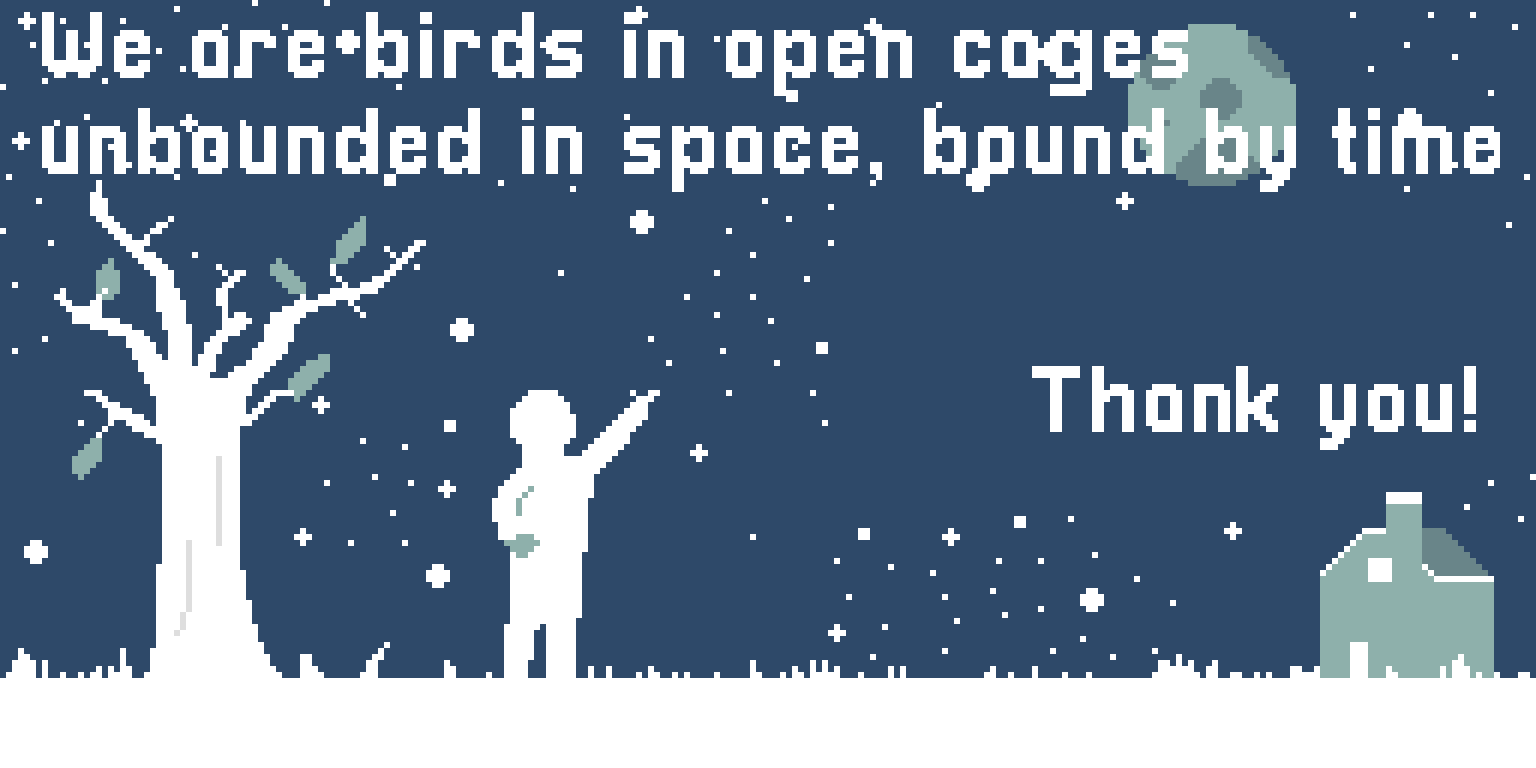 We are birds in open cages
unbounded in space, bound by time
Thank you!